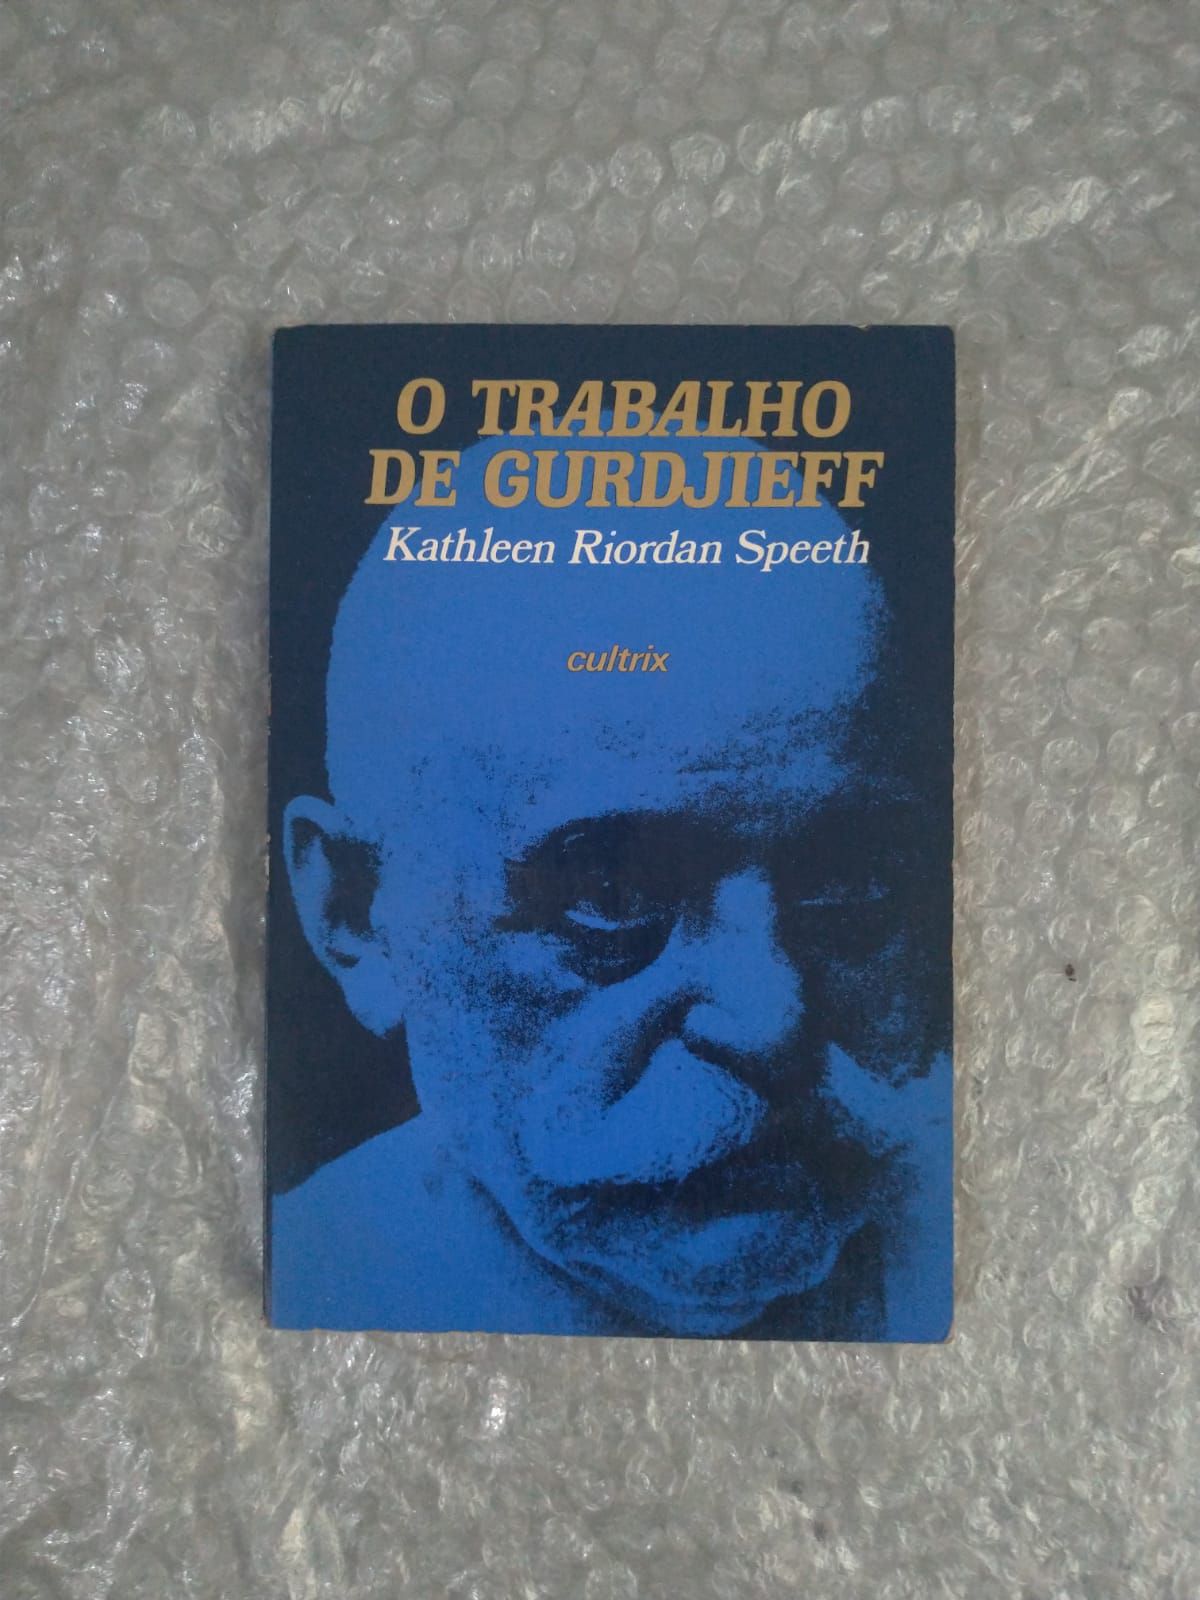 O TRABALHO
DE GURDJIEFF
Kathleen Riordan Speeth
cultrix